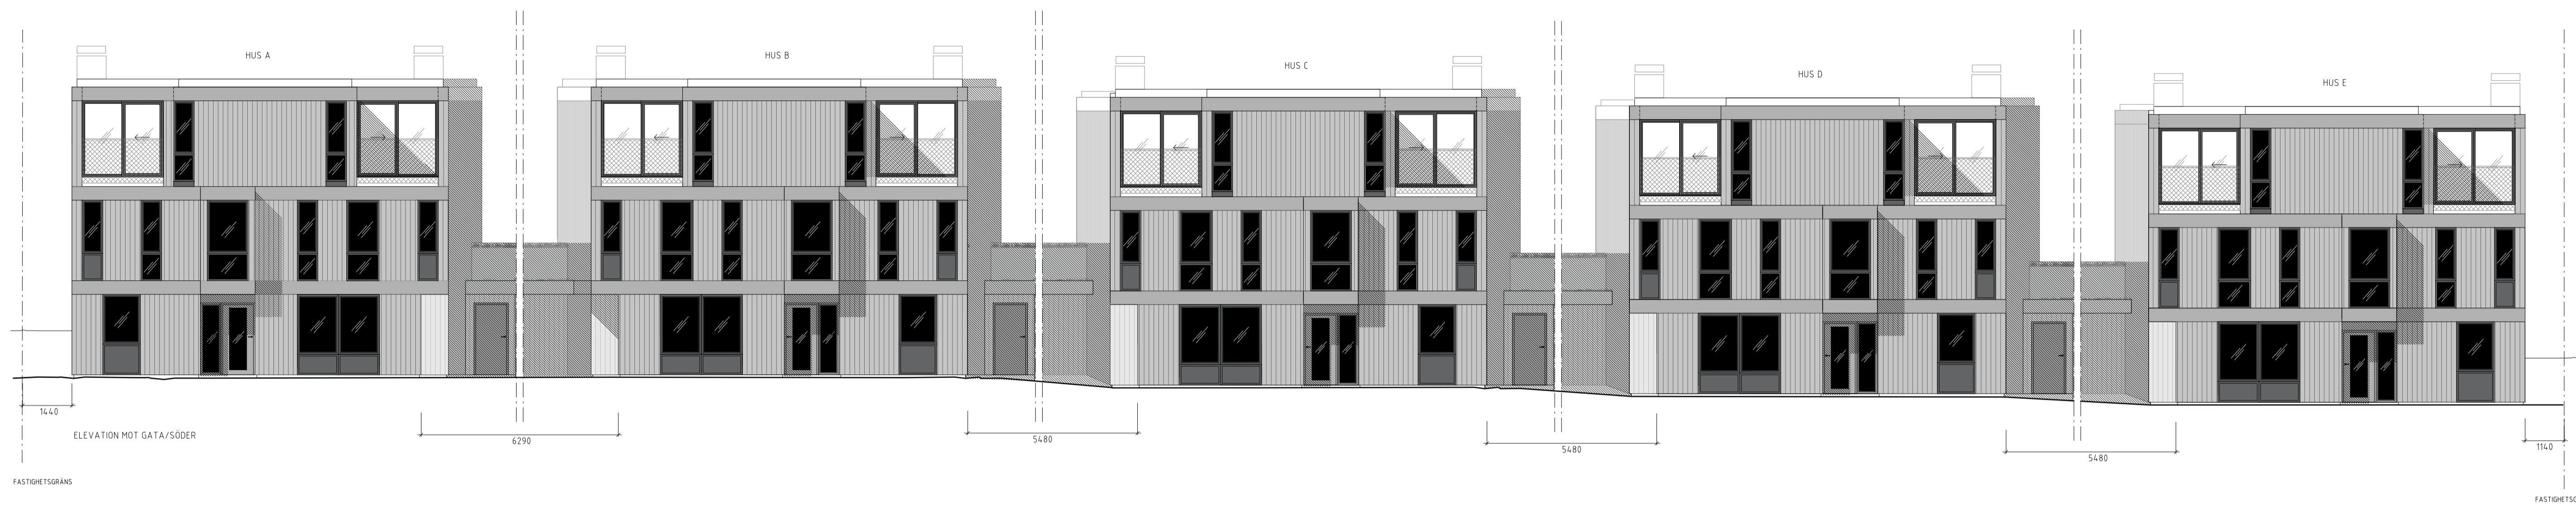 HUS A
HUS B
HUS C
HUS D
HUS E
1440
6290
5480
5480
5480
1140
ELEVATION MOT GATA/SÖDER
FASTIGHETSGRÄNS